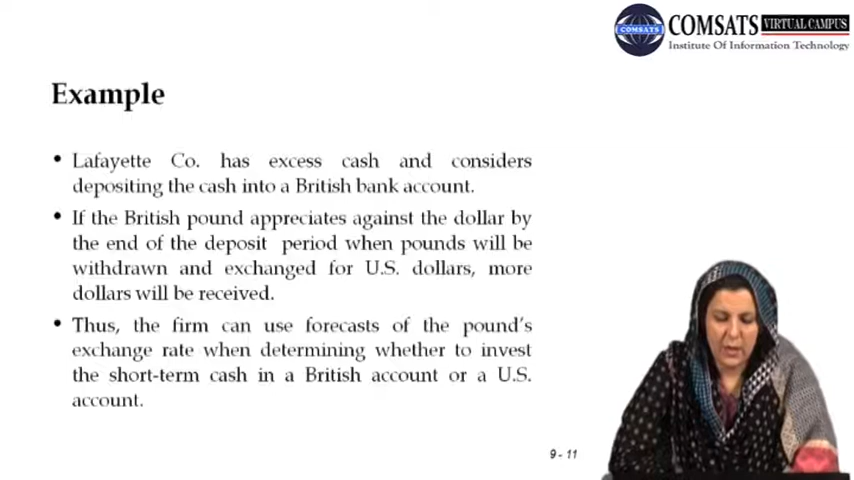 COMSATS
COMSATS VIRTUAL CAMPUS
Institute Of Information Technology
Example
• Lafayette Co. has excess cash and considers
depositing the cash into a British bank account.
• If the British pound appreciates against the dollar by
the end of the deposit period when pounds will be
withdrawn and exchanged for U.S. dollars, more
dollars will be received.
• Thus, the firm can use forecasts of the pound's
exchange rate when determining whether to invest
the short-term cash in a British account or a U.S.
account.
9 - 11